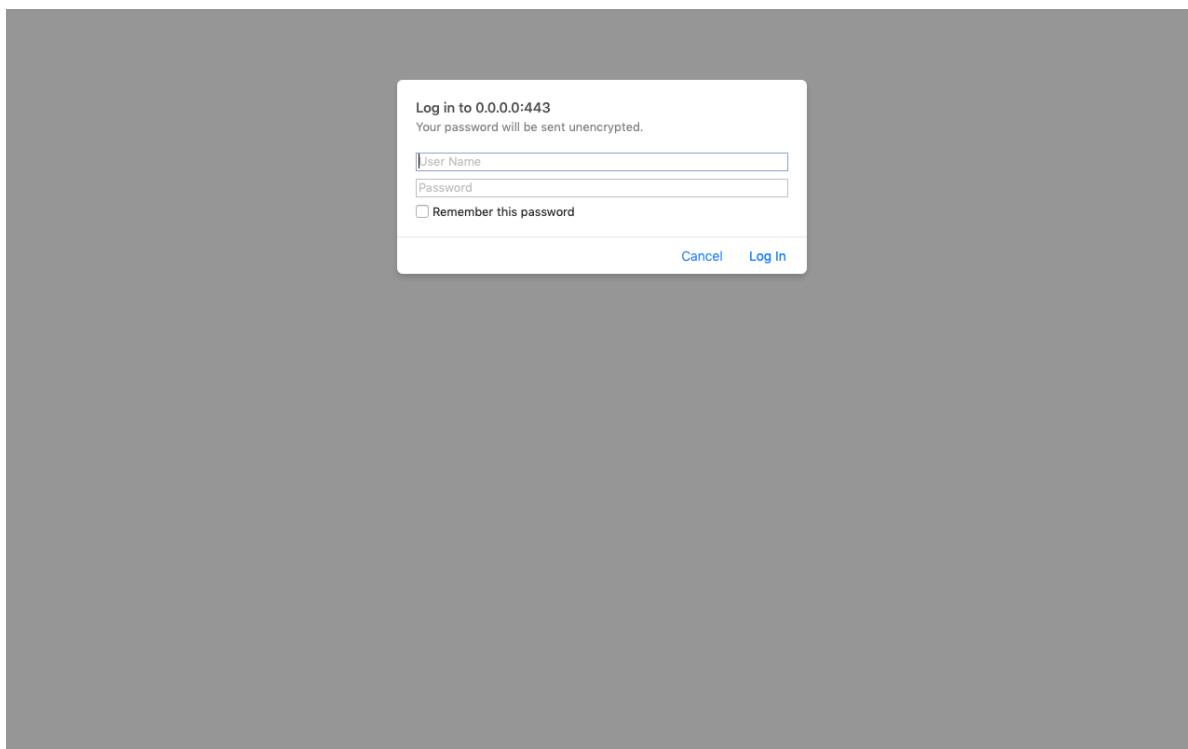 Log in to 0.0.0.0:443
Your password will be sent unencrypted.
User Name
Password
Remember this password
Cancel Log In